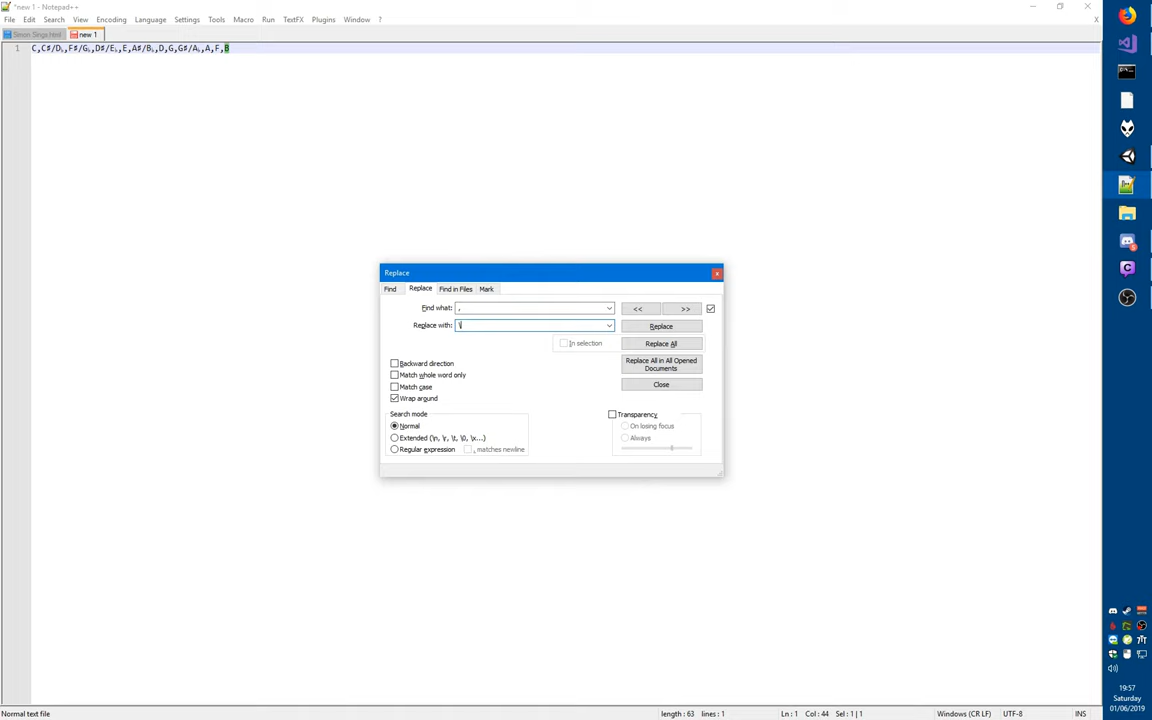 *new 1 - Notepad++
File Edit Search View Encoding Language Settings Tools Macro Run TextFX Plugins Window ? X
Simon Sings.html new 1
1 C,C♯/D♭,F♯/G♭,D♯/E♭,E,A♯/B♭,D,G,G♯/A♭,A,F,B
Replace
Find Replace Find in Files Mark
Find what: , << >>
Replace with: \ Replace
In selection Replace All
Replace All in All Opened
Documents
Backward direction
Match whole word only
Match case Close
Wrap around
Search mode Transparency
Normal On losing focus
Extended (\n, \r, \t, \0, \x...) Always
Regular expression . matches newline
19:57
Saturday
01/06/2019
Normal text file length : 63 lines : 1 Ln : 1 Col : 44 Sel : 1 | 1 Windows (CR LF) UTF-8 INS